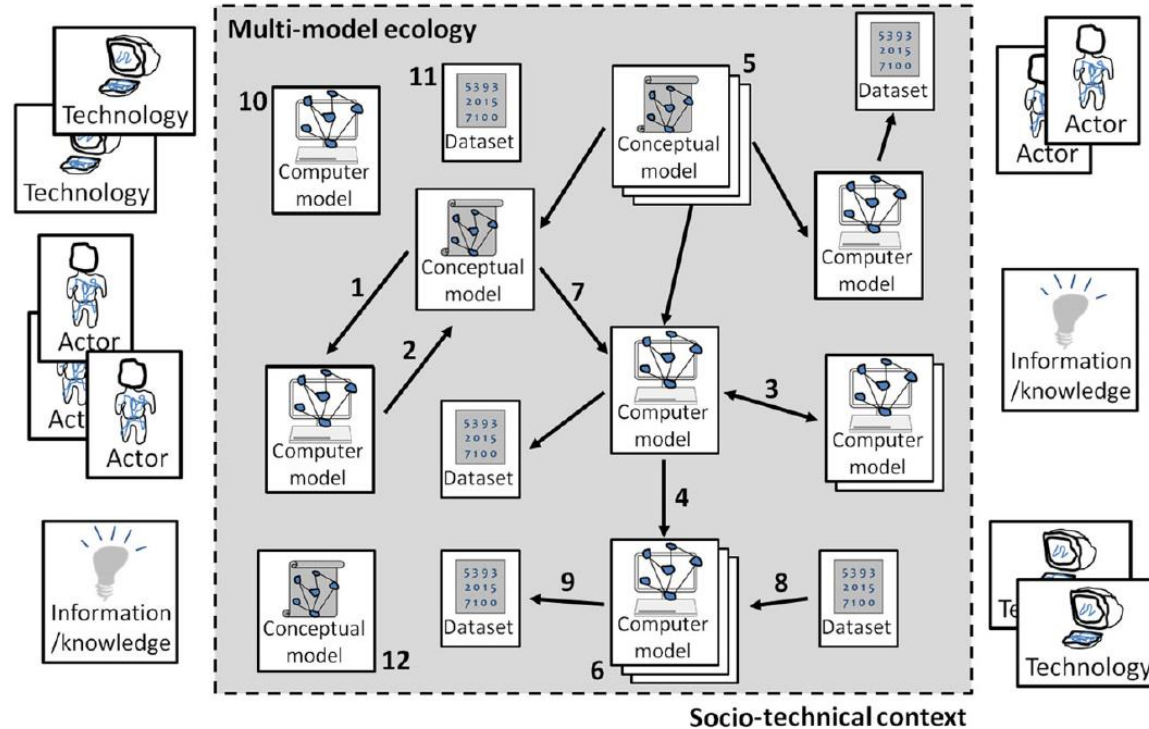 Multi-model ecology
Technology
Technology
Actor
Actor
Actor
Information
/knowledge
10
Computer
model
11
5393
2015
7100
Dataset
5
Conceptual
model
5393
2015
7100
Dataset
Computer
model
Conceptual
model
1
2
7
Computer
model
5393
2015
7100
Dataset
Computer
model
3
Computer
model
4
Conceptual
model
12
5393
2015
7100
Dataset
9
Computer
model
6
8
5393
2015
7100
Dataset
Actor
Actor
Information
/knowledge
Te
Technology
Socio-technical context